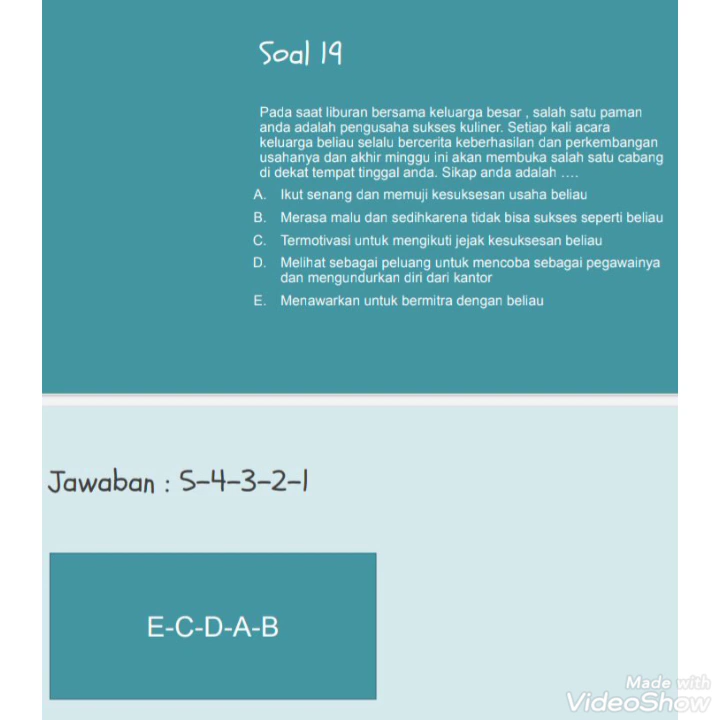 Soal 19
Pada saat liburan bersama keluarga besar , salah satu paman
anda adalah pengusaha sukses kuliner. Setiap kali acara
keluarga beliau selalu bercerita keberhasilan dan perkembangan
usahanya dan akhir minggu ini akan membuka salah satu cabang
di dekat tempat tinggal anda. Sikap anda adalah ....
A. Ikut senang dan memuji kesuksesan usaha beliau
B. Merasa malu dan sedihkarena tidak bisa sukses seperti beliau
C. Termotivasi untuk mengikuti jejak kesuksesan beliau
D. Melihat sebagai peluang untuk mencoba sebagai pegawainya
dan mengundurkan diri dari kantor
E. Menawarkan untuk bermitra dengan beliau
Jawaban : 5-4-3-2-1
E-C-D-A-B
Made with
VideoShow